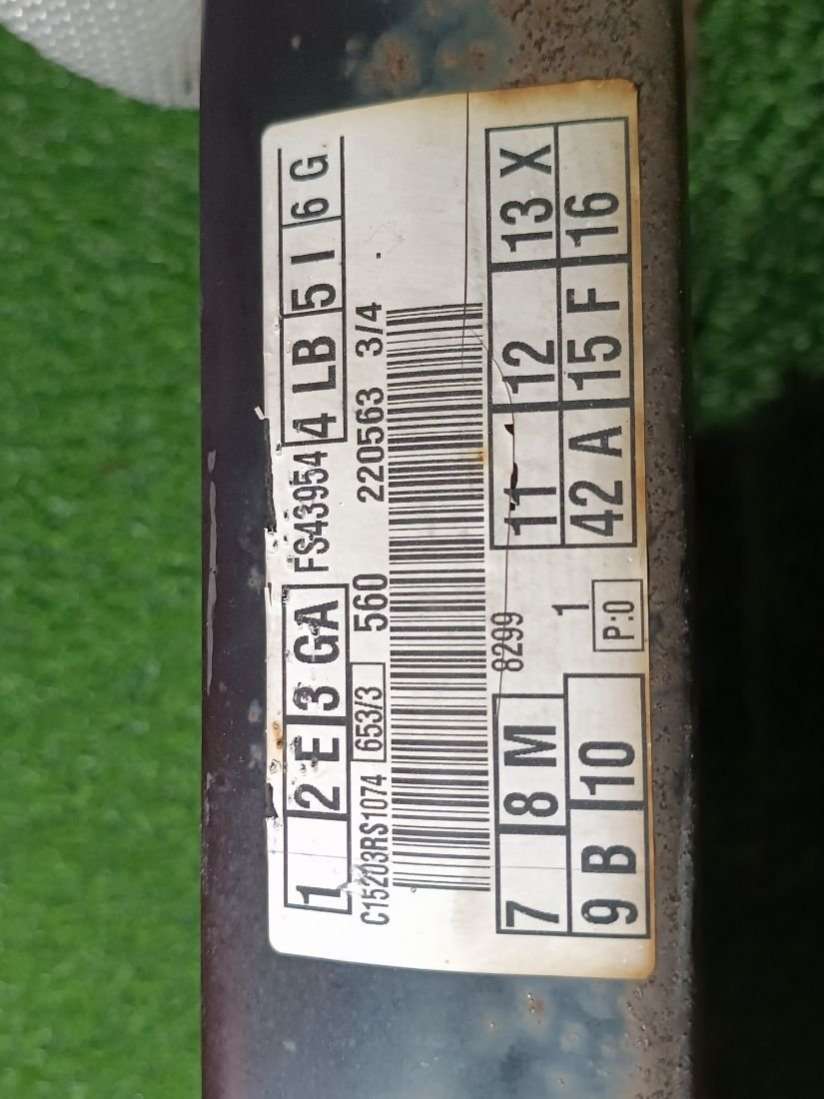 1 2 E 3 GA FS43954 4 LB 5 I 6 G
C15203RS1074 653/3 560 220563 3/4
8299
7 8 M 11 12 13 X
1
9 B 10 P:0 42 A 15 F 16